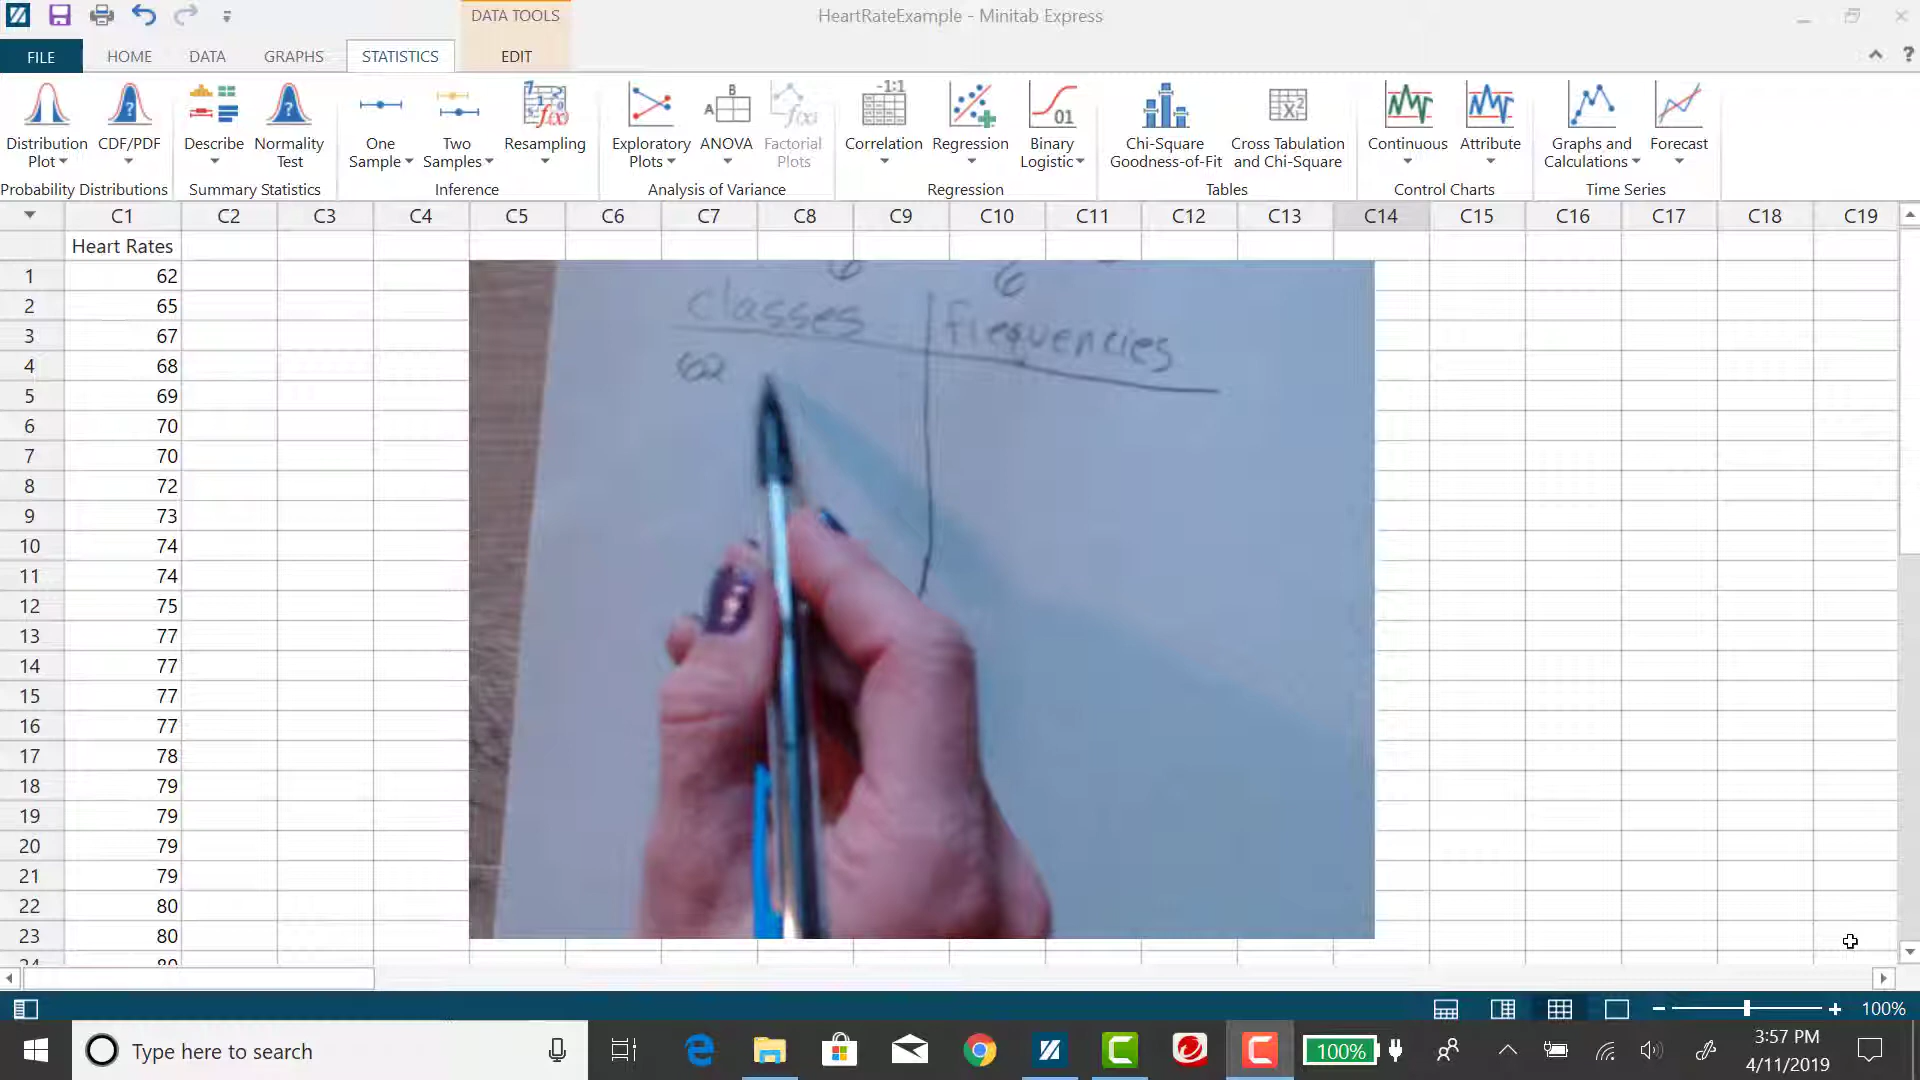 DATA TOOLS
HeartRateExample - Minitab Express
FILE
HOME
DATA
GRAPHS
STATISTICS
EDIT
Distribution
Plot
CDF/PDF
Describe
Normality
Test
One
Sample
Two
Samples
Resampling
Exploratory
Plots
ANOVA
Factorial
Plots
Correlation
Regression
Binary
Logistic
Chi-Square
Goodness-of-Fit
Cross Tabulation
and Chi-Square
Continuous
Attribute
Graphs and
Calculations
Forecast
Probability Distributions
Summary Statistics
Inference
Analysis of Variance
Regression
Tables
Control Charts
Time Series
C1 C2 C3 C4 C5 C6 C7 C8 C9 C10 C11 C12 C13 C14 C15 C16 C17 C18 C19
Heart Rates
1 62
2 65
3 67
4 68
5 69
6 70
7 70
8 72
9 73
10 74
11 74
12 75
13 77
14 77
15 77
16 77
17 78
18 79
19 79
20 79
21 79
22 80
23 80
6 6
classes frequencies
62
100%
Type here to search
100%
3:57 PM
4/11/2019